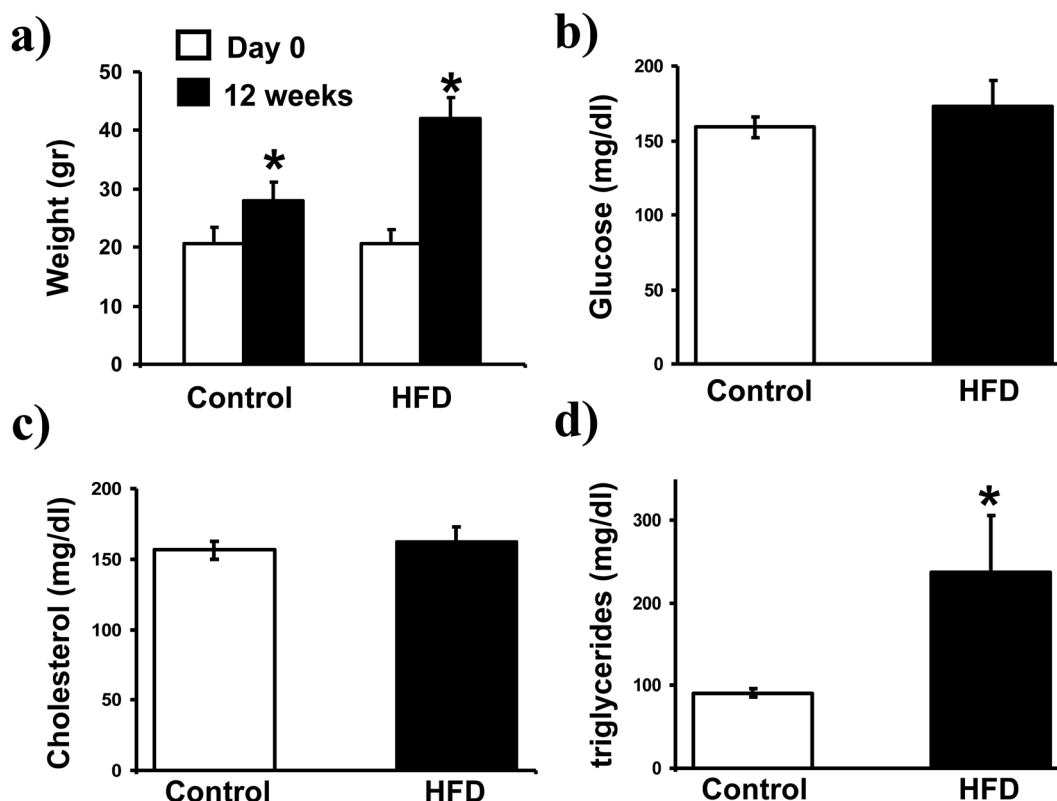 a)
Day 0
12 weeks
Weight (gr)
50
40
30
20
10
0
*
*
Control
HFD
b)
Glucose (mg/dl)
200
150
100
50
0
Control
HFD
c)
Cholesterol (mg/dl)
200
150
100
50
0
Control
HFD
d)
triglycerides (mg/dl)
300
200
100
0
*
Control
HFD